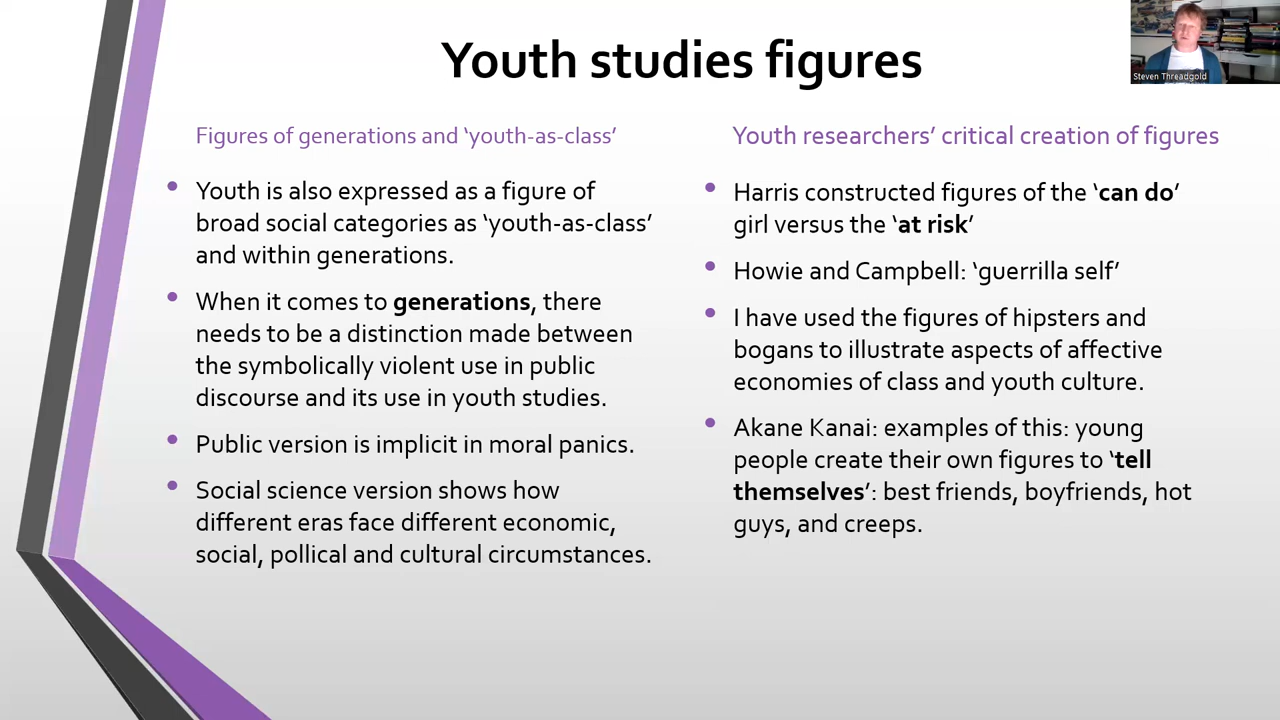 Youth studies figures
Steven Threadgold
Figures of generations and ‘youth-as-class’
Youth is also expressed as a figure of
broad social categories as ‘youth-as-class’
and within generations.
When it comes to generations, there
needs to be a distinction made between
the symbolically violent use in public
discourse and its use in youth studies.
Public version is implicit in moral panics.
Social science version shows how
different eras face different economic,
social, pollical and cultural circumstances.
Youth researchers’ critical creation of figures
Harris constructed figures of the ‘can do’
girl versus the ‘at risk’
Howie and Campbell: ‘guerrilla self’
I have used the figures of hipsters and
bogans to illustrate aspects of affective
economies of class and youth culture.
Akane Kanai: examples of this: young
people create their own figures to ‘tell
themselves’: best friends, boyfriends, hot
guys, and creeps.